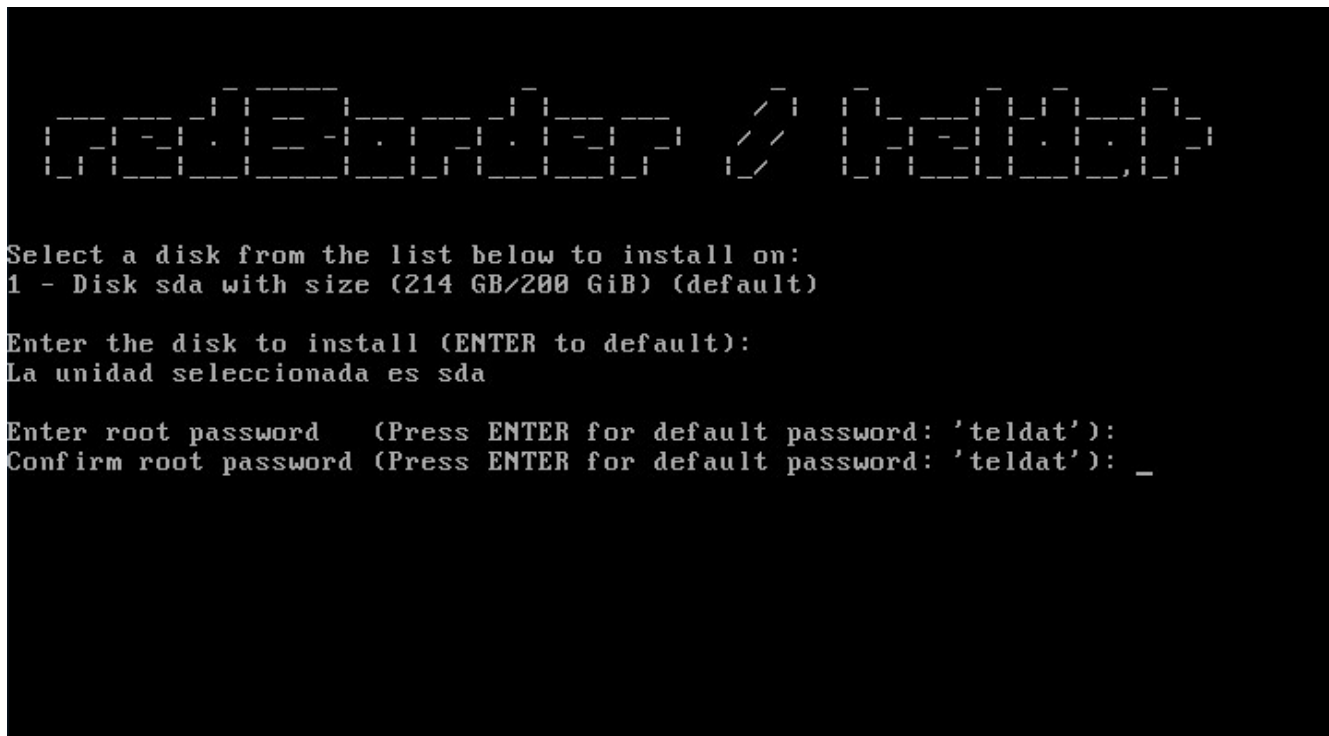 redBorder / teldat
Select a disk from the list below to install on:
1 - Disk sda with size (214 GB/200 GiB) (default)
Enter the disk to install (ENTER to default):
La unidad seleccionada es sda
Enter root password   (Press ENTER for default password: 'teldat'):
Confirm root password (Press ENTER for default password: 'teldat'): _